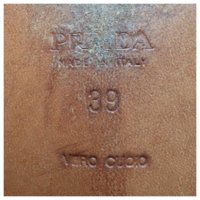 PRADA
MADE IN ITALY
39
VERO CUOIO